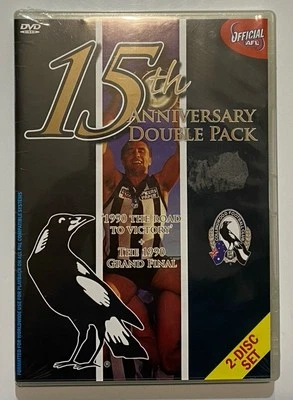 DVD
OFFICIAL
AFL
15th
ANNIVERSARY
DOUBLE PACK
'1990 THE ROAD
TO VICTORY'
+
THE 1990
GRAND FINAL
2-DISC
SET
®